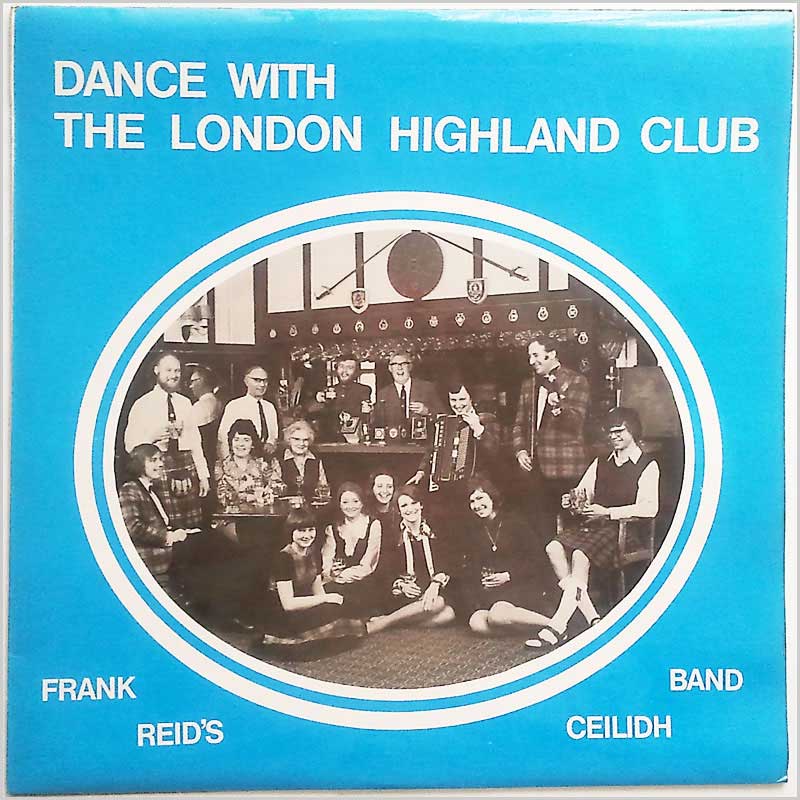 DANCE WITH
THE LONDON HIGHLAND CLUB
FRANK
REID'S
CEILIDH
BAND